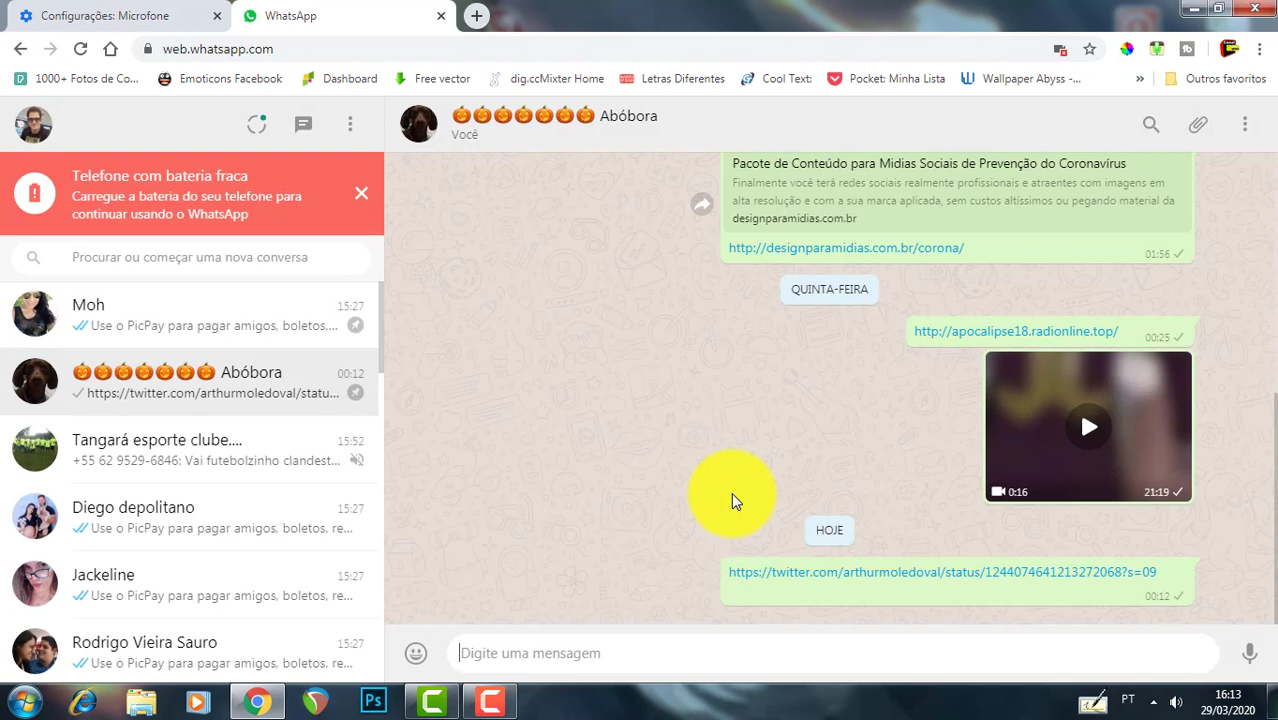 Configurações: Microfone
WhatsApp
web.whatsapp.com
1000+ Fotos de Co...
Emoticons Facebook
Dashboard
Free vector
dig.ccMixter Home
Letras Diferentes
Cool Text:
Pocket: Minha Lista
Wallpaper Abyss -...
»
Outros favoritos
Telefone com bateria fraca
Carregue a bateria do seu telefone para
continuar usando o WhatsApp
Procurar ou começar uma nova conversa
Moh
15:27
Use o PicPay para pagar amigos, boletos,...
🎃🎃🎃🎃🎃🎃🎃 Abóbora
00:12
https://twitter.com/arthurmoledoval/statu...
Tangará esporte clube....
15:52
+55 62 9529-6846: Vai futebolzinho clandest...
Diego depolitano
15:27
Use o PicPay para pagar amigos, boletos, re...
Jackeline
15:27
Use o PicPay para pagar amigos, boletos, re...
Rodrigo Vieira Sauro
15:27
Use o PicPay para pagar amigos, boletos, re...
🎃🎃🎃🎃🎃🎃🎃 Abóbora
Você
Pacote de Conteúdo para Midias Sociais de Prevenção do Coronavírus
Finalmente você terá redes sociais realmente profissionais e atraentes com imagens em
alta resolução e com a sua marca aplicada, sem custos altíssimos ou pegando material da
designparamidias.com.br
http://designparamidias.com.br/corona/
01:56
QUINTA-FEIRA
http://apocalipse18.radionline.top/
00:25
0:16
21:19
HOJE
https://twitter.com/arthurmoledoval/status/1244074641213272068?s=09
00:12
Digite uma mensagem
Ps
C
C
PT
16:13
29/03/2020